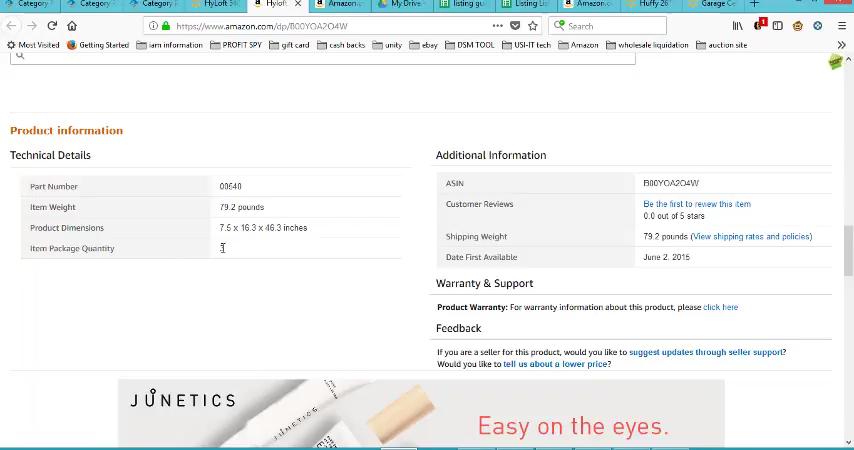 Category
Category
Category
HyLoft 540
Hyloft
Amazon
My Drive
listing gu
Listing List
Amazon
Huffy 26"
Garage Ce
https://www.amazon.com/dp/B00YOA2O4W
Search
1
Most Visited
Getting Started
iam information
PROFIT SPY
gift card
cash backs
unity
ebay
DSM TOOL
USI-IT tech
Amazon
wholesale liquidation
auction site
Product information
Technical Details
Part Number 00540
Item Weight 79.2 pounds
Product Dimensions 7.5 x 16.3 x 46.3 inches
Item Package Quantity
Additional Information
ASIN B00YOA2O4W
Customer Reviews Be the first to review this item
0.0 out of 5 stars
Shipping Weight 79.2 pounds (View shipping rates and policies)
Date First Available June 2, 2015
Warranty & Support
Product Warranty: For warranty information about this product, please click here
Feedback
If you are a seller for this product, would you like to suggest updates through seller support?
Would you like to tell us about a lower price?
JŪNETICS
JŪNETICS
Easy on the eyes.